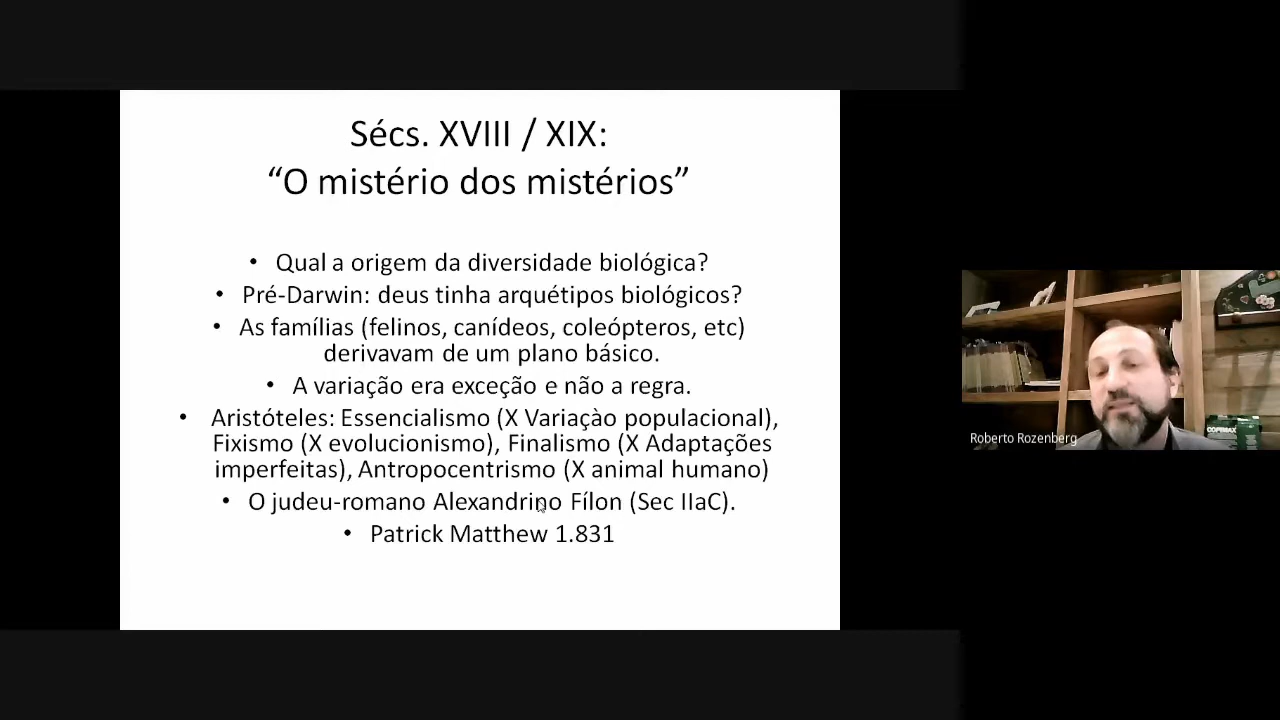 Sécs. XVIII / XIX:
“O mistério dos mistérios”
• Qual a origem da diversidade biológica?
• Pré-Darwin: deus tinha arquétipos biológicos?
• As famílias (felinos, canídeos, coleópteros, etc)
derivavam de um plano básico.
• A variação era exceção e não a regra.
• Aristóteles: Essencialismo (X Variaçào populacional),
Fixismo (X evolucionismo), Finalismo (X Adaptações
imperfeitas), Antropocentrismo (X animal humano)
• O judeu-romano Alexandrino Fílon (Sec IIaC).
• Patrick Matthew 1.831
Roberto Rozenberg
COFIMAX